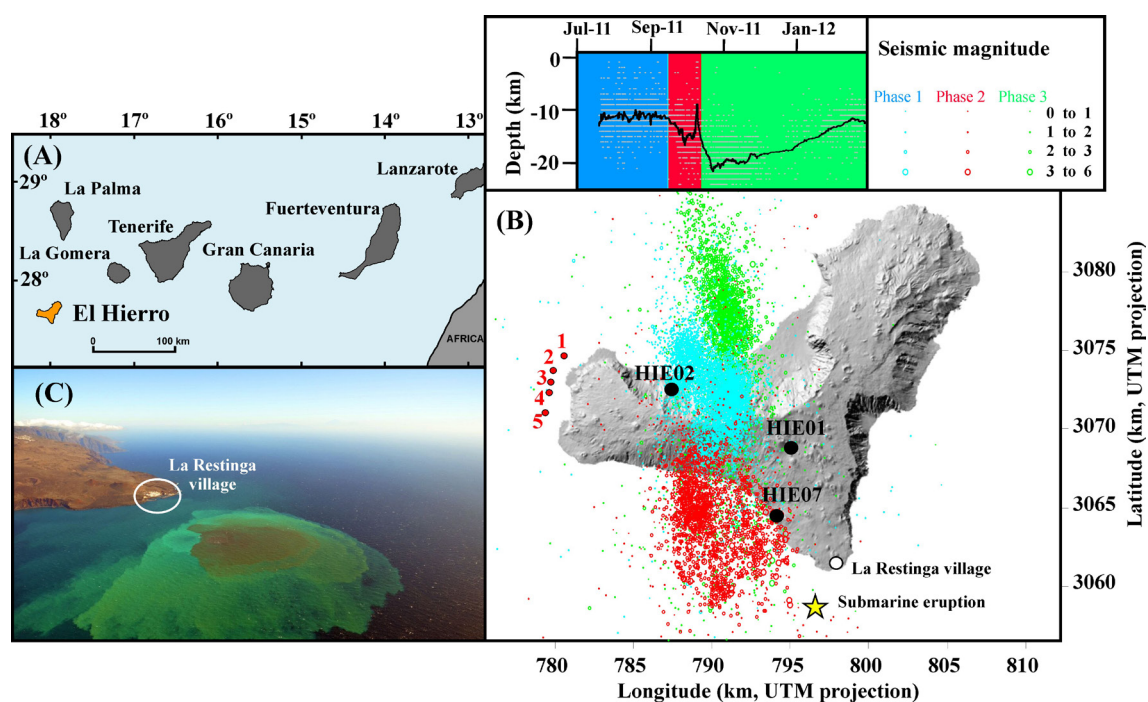 18º
17
16
15
14
13º
(A)
29º
28º
La Palma
Lanzarote
Tenerife
Fuerteventura
La Gomera
Gran Canaria
El Hierro
0
100 km
AFRICA
(C)
La Restinga
village
Jul-11
Sep-11
Nov-11
Jan-12
Depth (km)
0
-10
-20
Seismic magnitude
Phase 1
Phase 2
Phase 3
0 to 1
1 to 2
2 to 3
3 to 6
(B)
1
2
3
4
5
HIE02
HIE01
HIE07
La Restinga village
Submarine eruption
3080
3075
3070
3065
3060
Latitude (km, UTM projection)
780
785
790
795
800
805
810
Longitude (km, UTM projection)